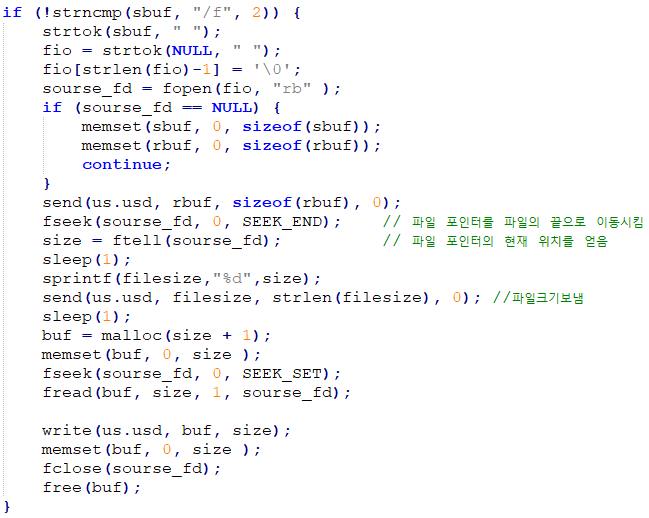 if (!strncmp(sbuf, "/f", 2)) {
    strtok(sbuf, " ");
    fio = strtok(NULL, " ");
    fio[strlen(fio)-1] = '\0';
    sourse_fd = fopen(fio, "rb" );
    if (sourse_fd == NULL) {
        memset(sbuf, 0, sizeof(sbuf));
        memset(rbuf, 0, sizeof(rbuf));
        continue;
    }
    send(us.usd, rbuf, sizeof(rbuf), 0);
    fseek(sourse_fd, 0, SEEK_END);    // 파일 포인터를 파일의 끝으로 이동시킴
    size = ftell(sourse_fd);          // 파일 포인터의 현재 위치를 얻음
    sleep(1);
    sprintf(filesize,"%d",size);
    send(us.usd, filesize, strlen(filesize), 0); //파일크기보냄
    sleep(1);
    buf = malloc(size + 1);
    memset(buf, 0, size );
    fseek(sourse_fd, 0, SEEK_SET);
    fread(buf, size, 1, sourse_fd);

    write(us.usd, buf, size);
    memset(buf, 0, size );
    fclose(sourse_fd);
    free(buf);
}